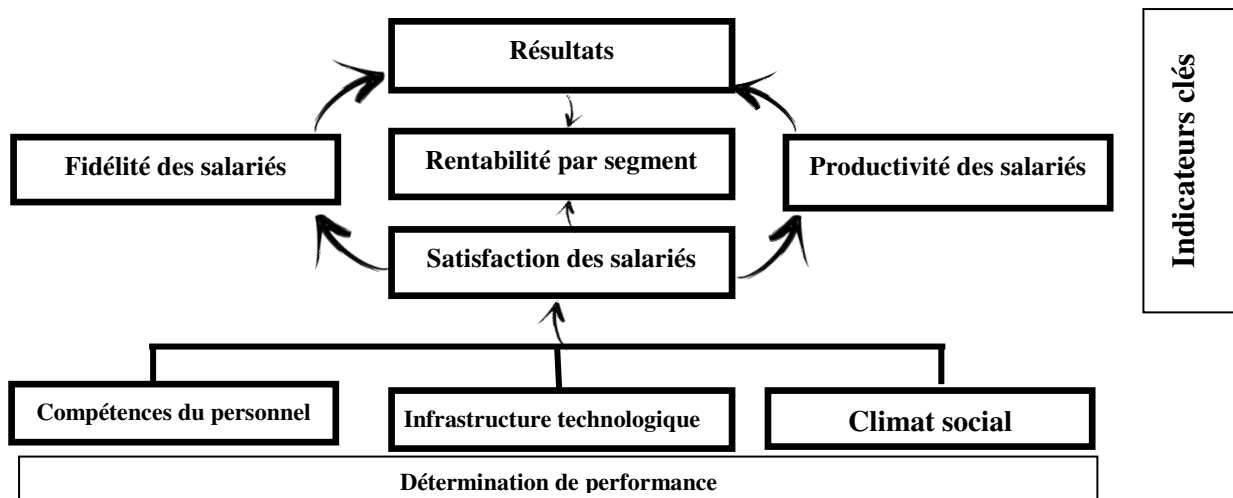 Résultats
Fidélité des salariés
Rentabilité par segment
Productivité des salariés
Satisfaction des salariés
Indicateurs clés
Compétences du personnel
Infrastructure technologique
Climat social
Détermination de performance